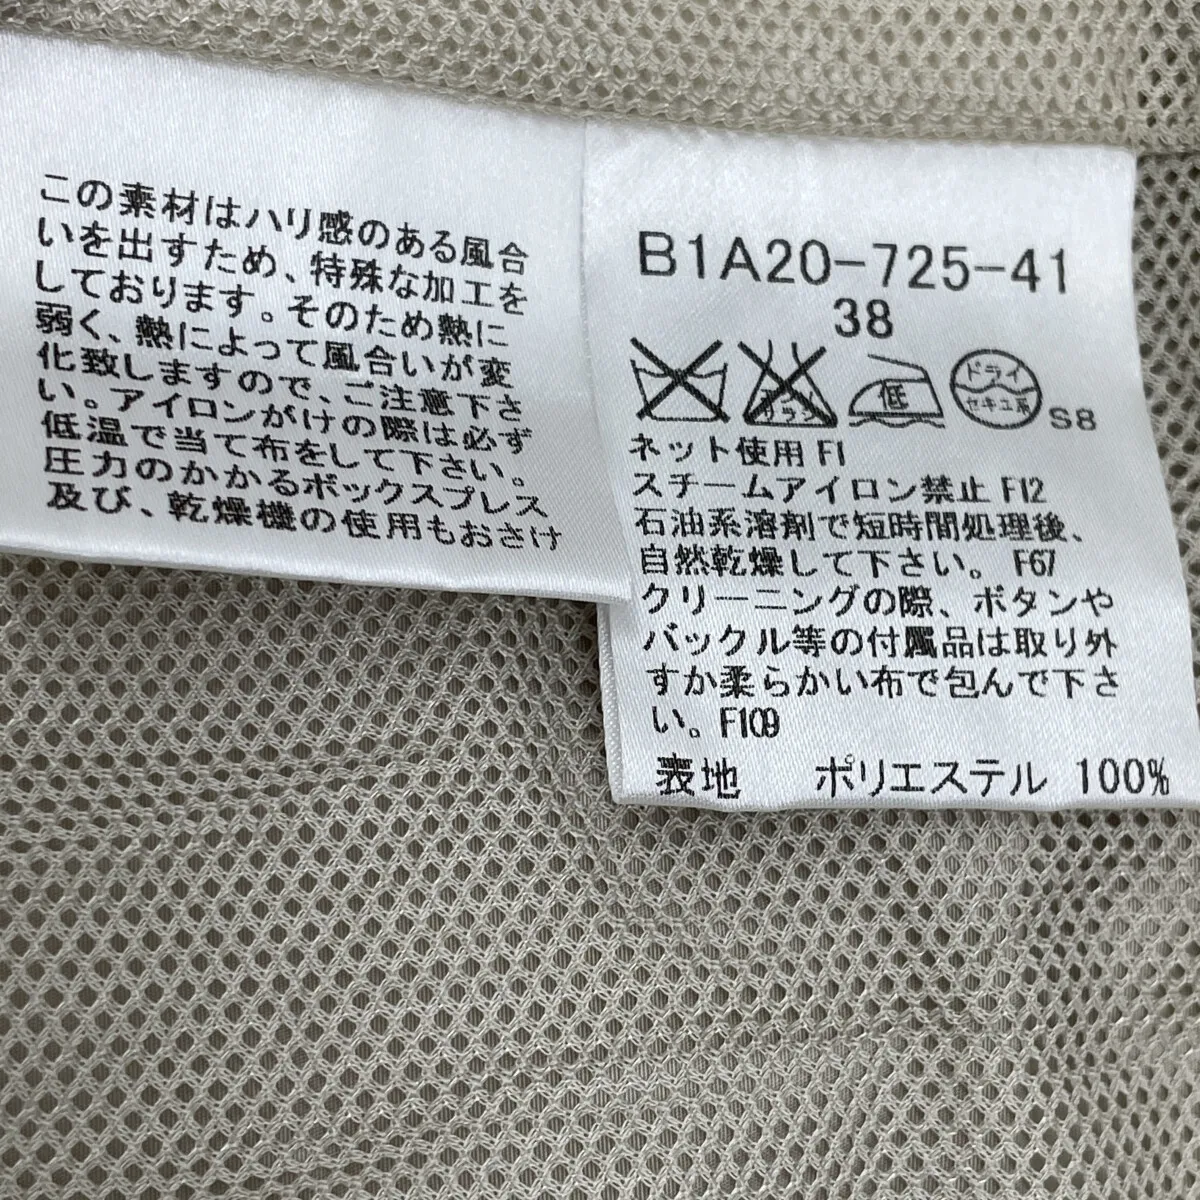 この素材はハリ感のある風合
いを出すため、特殊な加工を
しております。そのため熱に
弱く、熱によって風合いが変
化致しますので、ご注意下さ
い。アイロンがけの際は必ず
低温で当て布をして下さい。
圧力のかかるボックスプレス
及び、乾燥機の使用もおさけ
B1A20-725-41
38
サラシ
低
ドライ
セキユ系
S8
ネット使用 F1
スチームアイロン禁止 F12
石油系溶剤で短時間処理後、
自然乾燥して下さい。 F67
クリーニングの際、ボタンや
バックル等の付属品は取り外
すか柔らかい布で包んで下さ
い。F109
表地 ポリエステル 100%